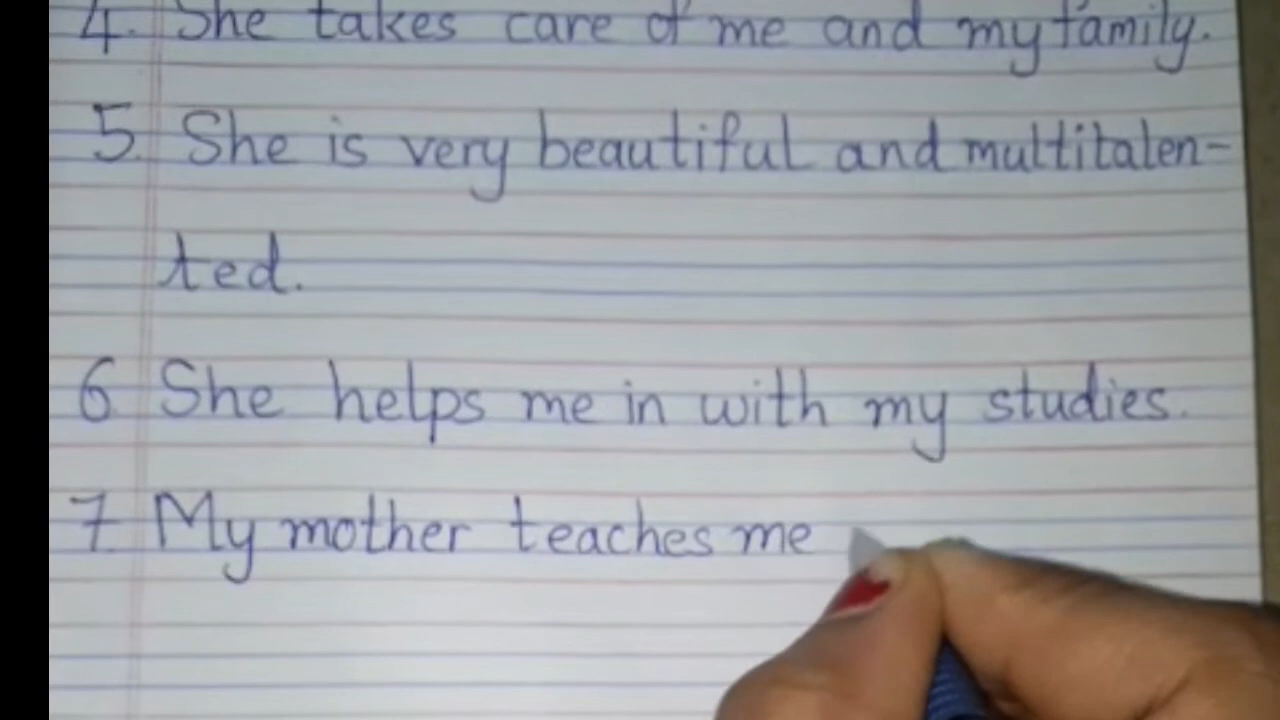 4. She takes care of me and my family.
5. She is very beautiful and multitalen-
ted.
6 She helps me in with my studies.
7 My mother teaches me